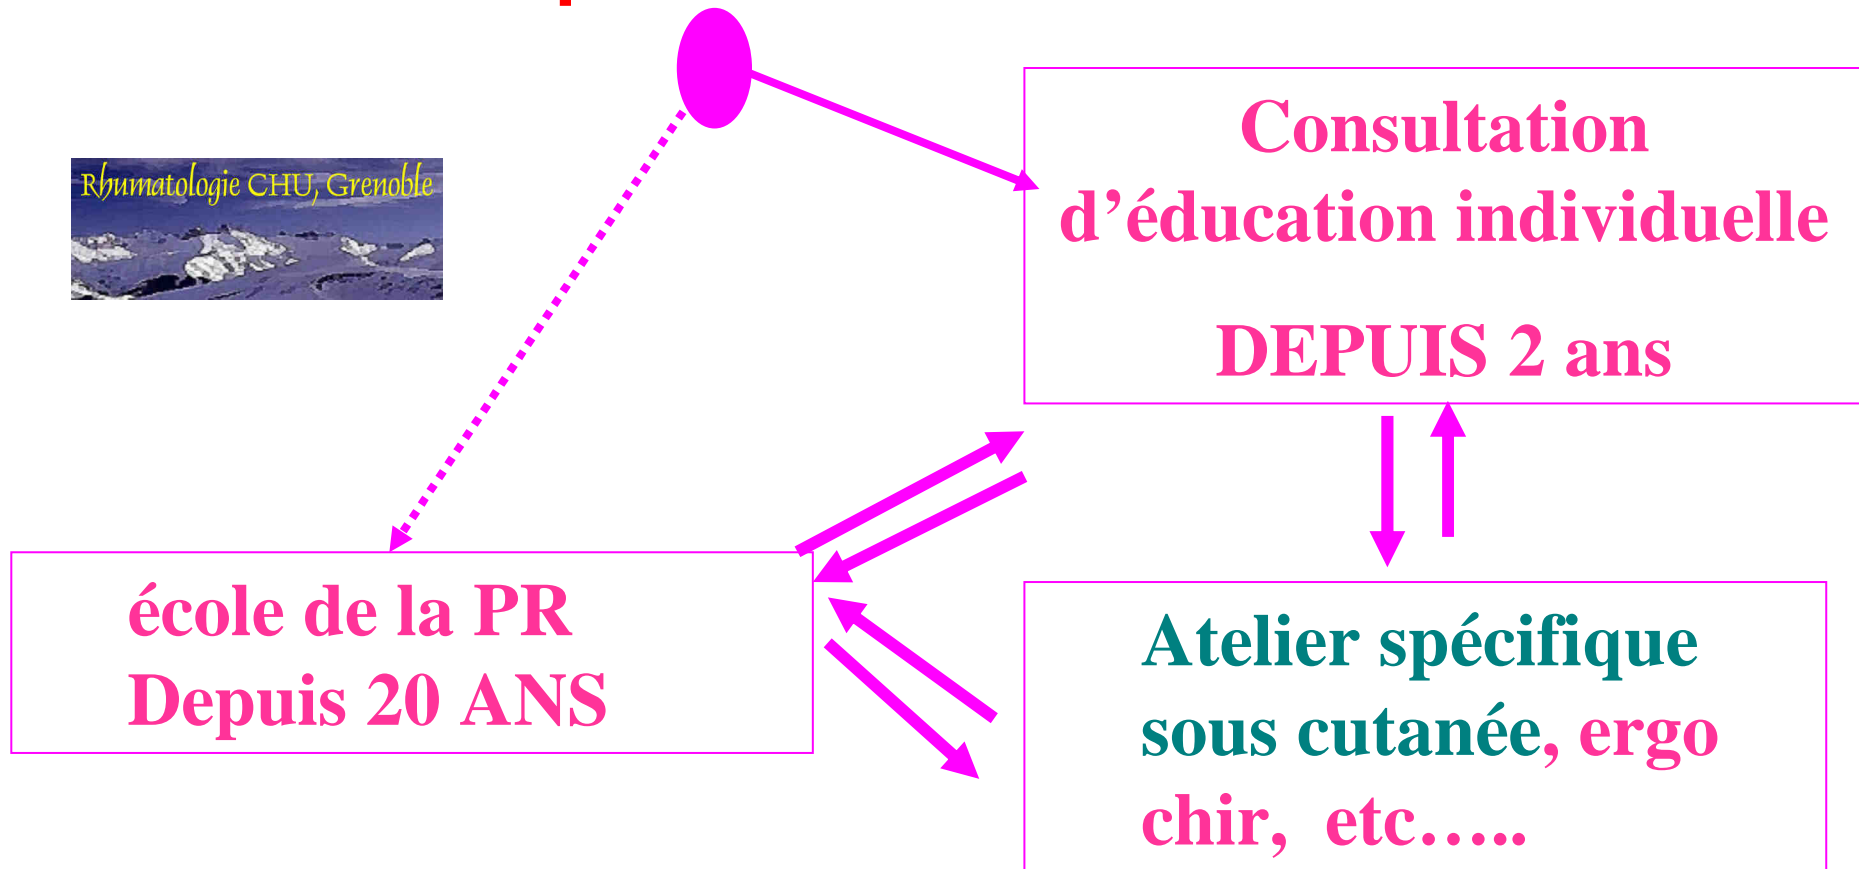 Rhumatologie CHU, Grenoble
Consultation
d’éducation individuelle
DEPUIS 2 ans
école de la PR
Depuis 20 ANS
Atelier spécifique
sous cutanée, ergo
chir, etc…..